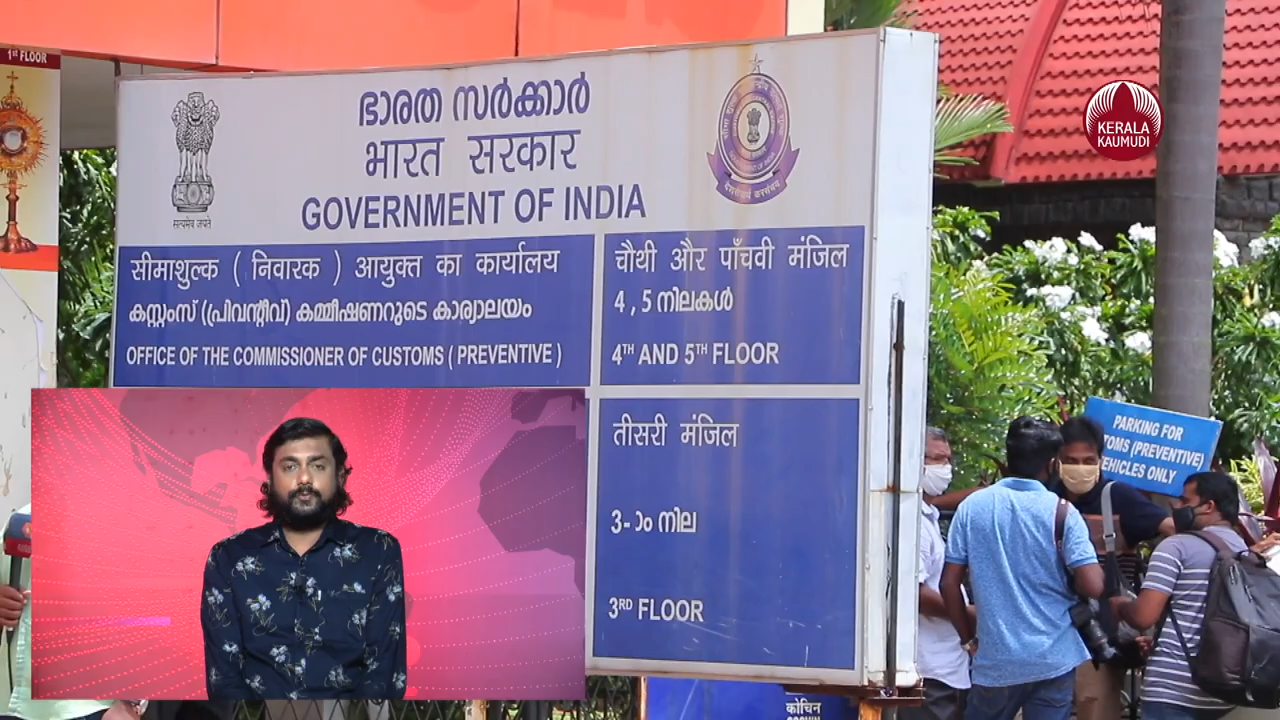 1ST FLOOR
ഭാരത സർക്കാർ
भारत सरकार
GOVERNMENT OF INDIA
सत्यमेव जयते
KERALA
KAUMUDI
सीमाशुल्क ( निवारक ) आयुक्त का कार्यालय
കസ്റ്റംസ് (പ്രിവന്റീവ്) കമ്മീഷണറുടെ കാര്യാലയം
OFFICE OF THE COMMISSIONER OF CUSTOMS ( PREVENTIVE )
चौथी और पाँचवी मंजिल
4 , 5 നിലകൾ
4TH AND 5TH FLOOR
तीसरी मंजिल
3-ാം നില
3RD FLOOR
PARKING FOR
TOMS (PREVENTIVE)
EHICLES ONLY
कोचिन